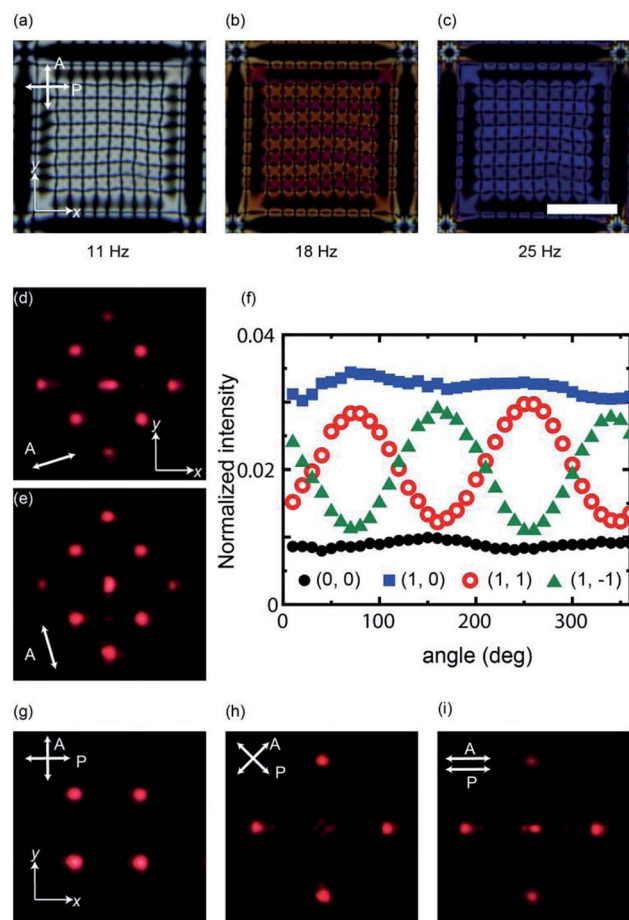 (a)
(b)
(c)
A
P
y
x
11 Hz
18 Hz
25 Hz
(d)
(f)
A
y
x
(e)
A
Normalized intensity
0.04
0.02
0
0
100
200
300
(0, 0)
(1, 0)
(1, 1)
(1, -1)
angle (deg)
(g)
(h)
(i)
A
P
y
x
A
P
A
P